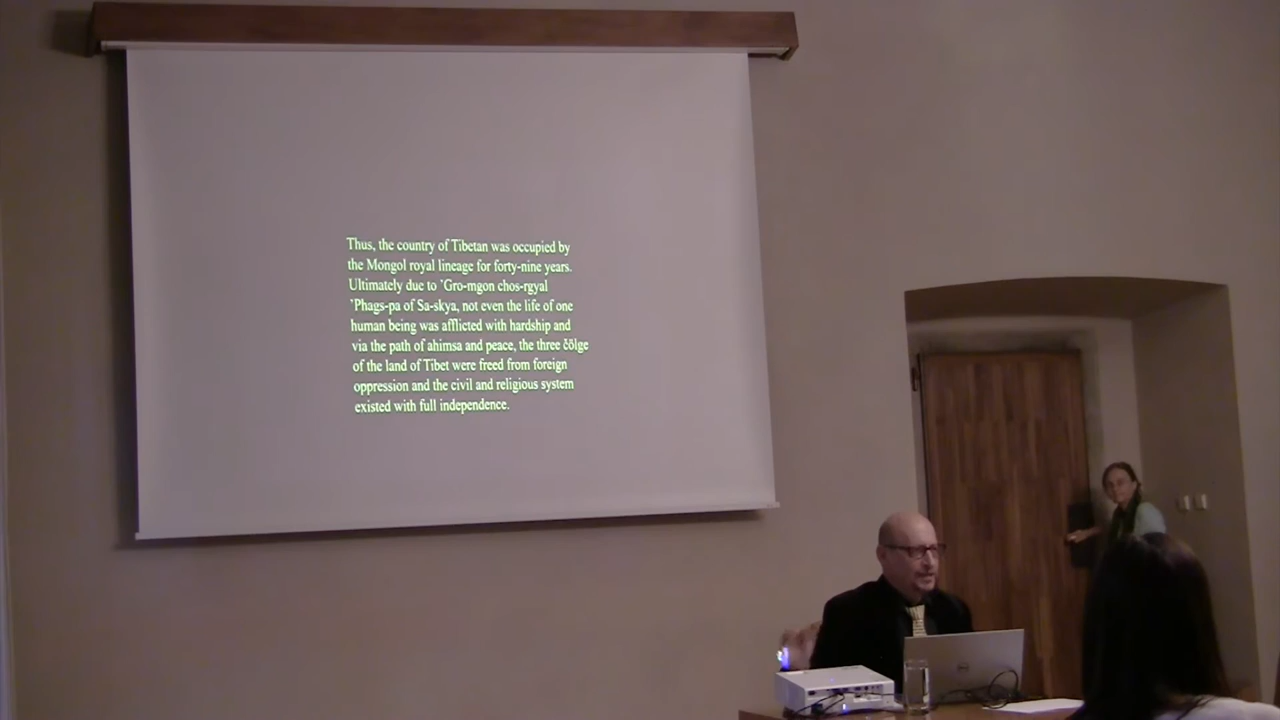 Thus, the country of Tibetan was occupied by
the Mongol royal lineage for forty-nine years.
Ultimately due to 'Gro-mgon chos-rgyal
'Phags-pa of Sa-skya, not even the life of one
human being was afflicted with hardship and
via the path of ahimsa and peace, the three čölge
of the land of Tibet were freed from foreign
oppression and the civil and religious system
existed with full independence.